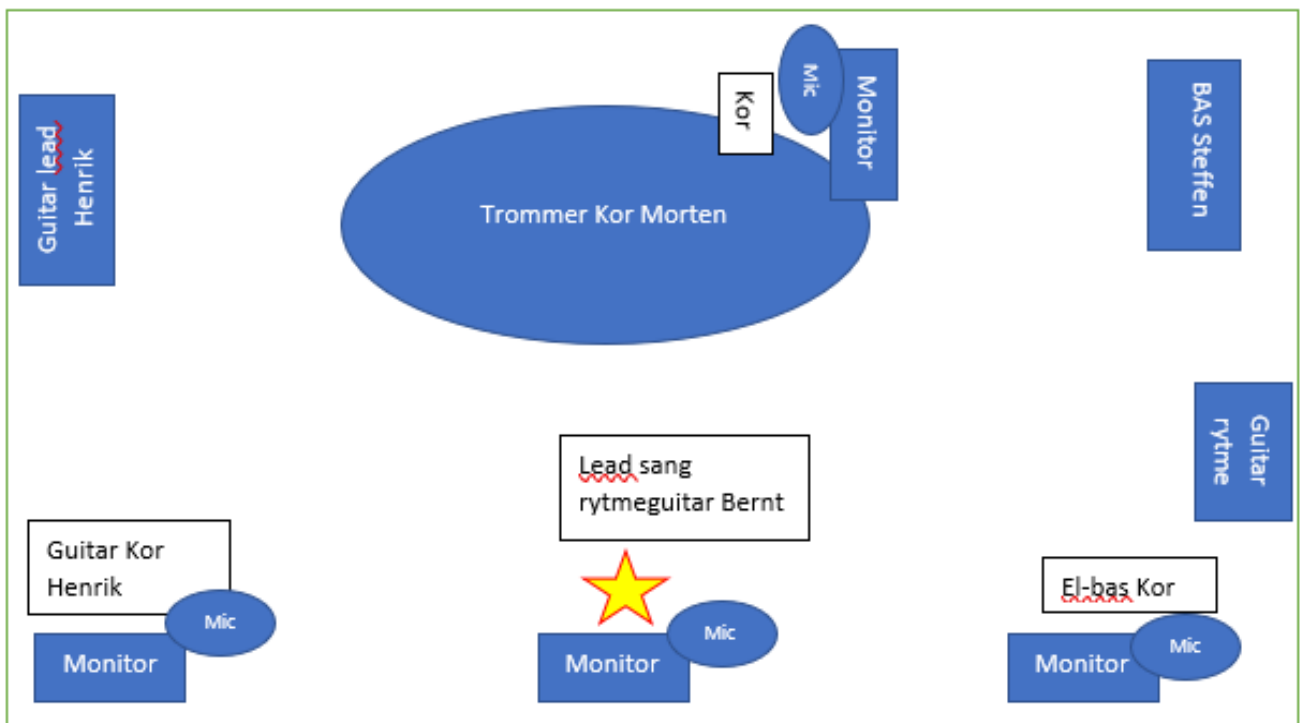 Mic
Monitor
Kor
BAS Steffen
Guitar lead
Henrik
Trommer Kor Morten
Guitar
rytme
Lead sang
rytmeguitar Bernt
Guitar Kor
Henrik
El-bas Kor
Mic
Mic
Mic
Monitor
Monitor
Monitor